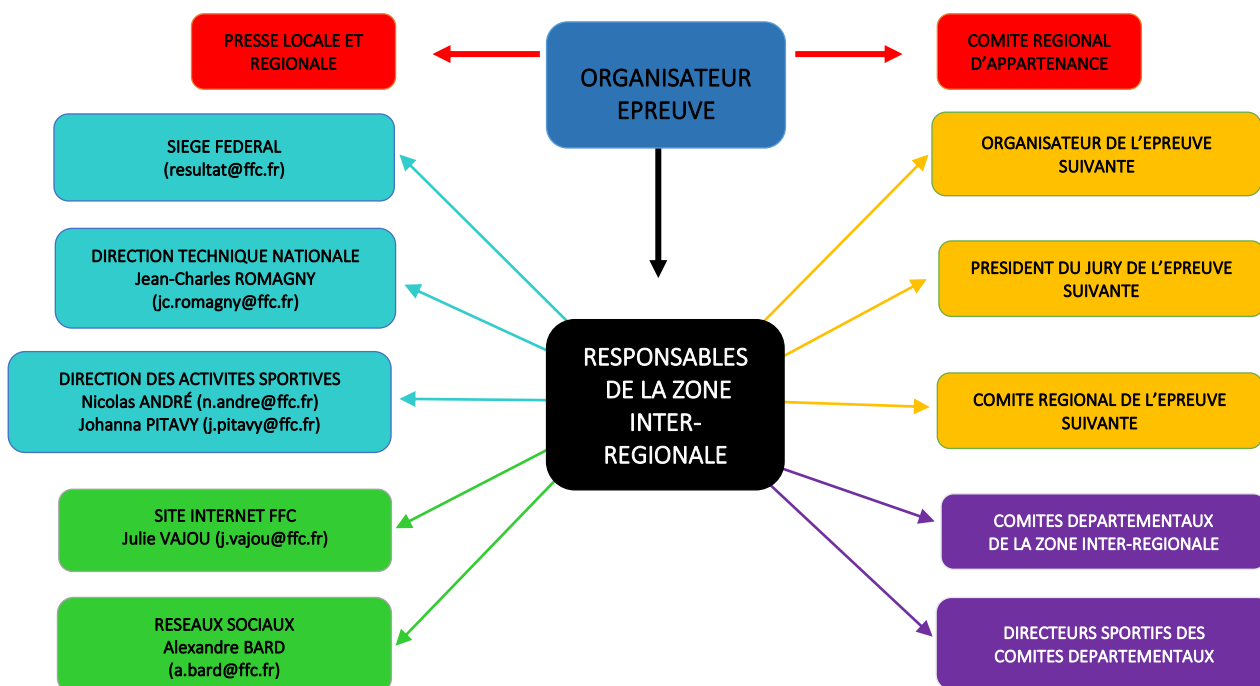 PRESSE LOCALE ET
REGIONALE
ORGANISATEUR
EPREUVE
COMITE REGIONAL
D'APPARTENANCE
SIEGE FEDERAL
(resultat@ffc.fr)
ORGANISATEUR DE L'EPREUVE
SUIVANTE
DIRECTION TECHNIQUE NATIONALE
Jean-Charles ROMAGNY
(jc.romagny@ffc.fr)
PRESIDENT DU JURY DE L'EPREUVE
SUIVANTE
DIRECTION DES ACTIVITES SPORTIVES
Nicolas ANDRÉ (n.andre@ffc.fr)
Johanna PITAVY (j.pitavy@ffc.fr)
RESPONSABLES
DE LA ZONE
INTER-
REGIONALE
COMITE REGIONAL DE L'EPREUVE
SUIVANTE
SITE INTERNET FFC
Julie VAJOU (j.vajou@ffc.fr)
COMITES DEPARTEMENTAUX
DE LA ZONE INTER-REGIONALE
RESEAUX SOCIAUX
Alexandre BARD
(a.bard@ffc.fr)
DIRECTEURS SPORTIFS DES
COMITES DEPARTEMENTAUX